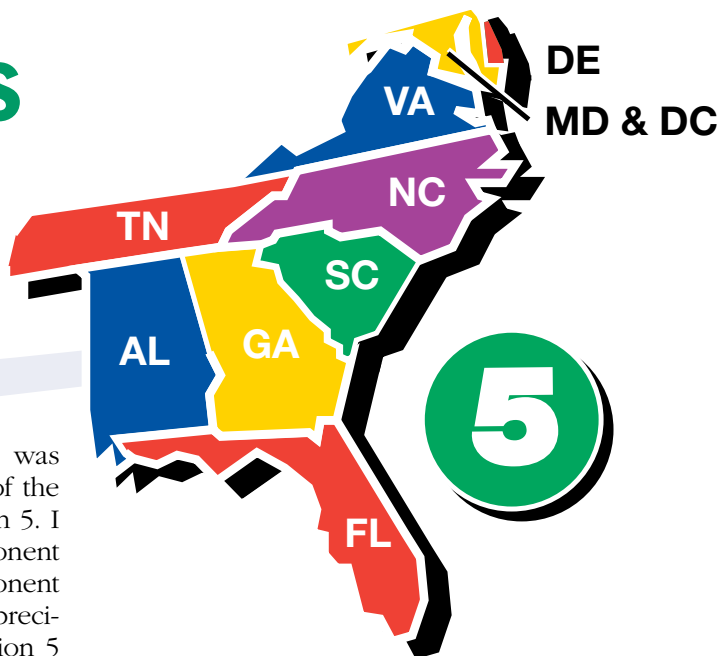 S
DE
VA
MD & DC
NC
TN
SC
AL
GA
5
FL
was
of the
n 5. I
onent
onent
preci-
ion 5